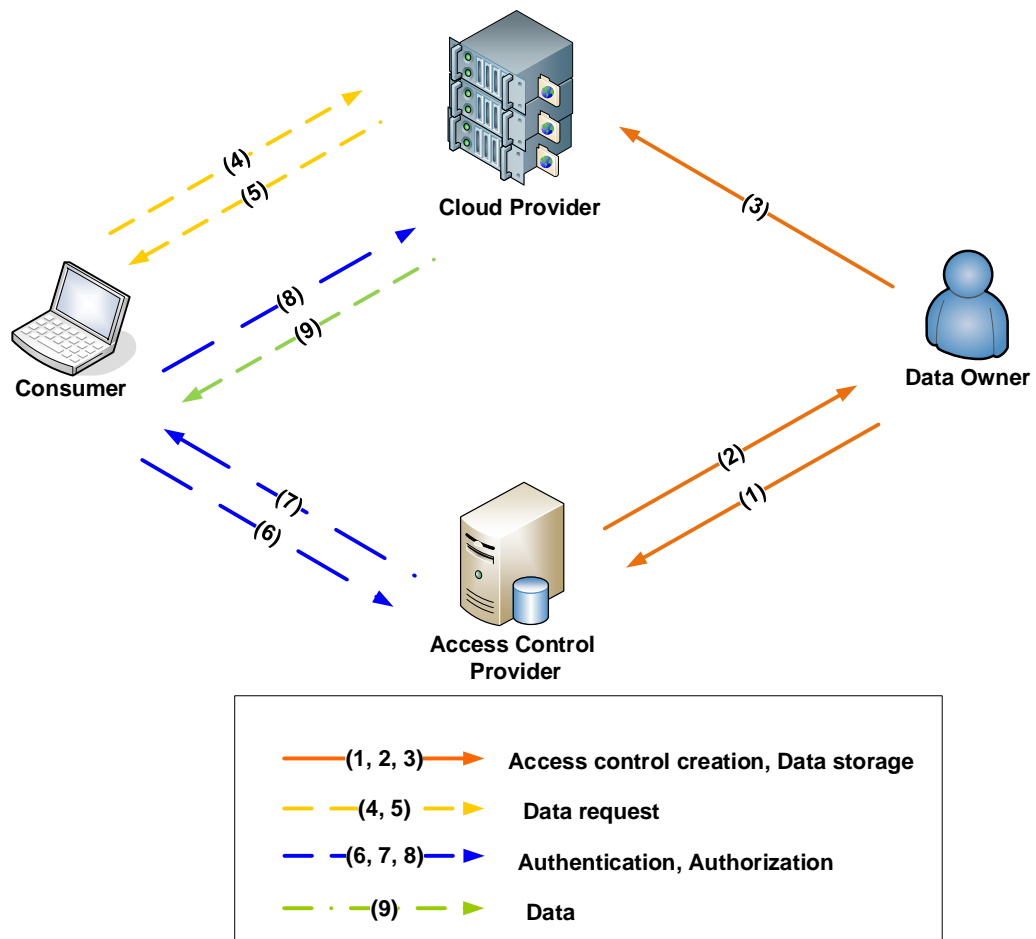 (4)
(5)
Cloud Provider
(3)
(8)
(9)
Consumer
Data Owner
(2)
(1)
(7)
(6)
Access Control
Provider
(1, 2, 3) Access control creation, Data storage
(4, 5) Data request
(6, 7, 8) Authentication, Authorization
(9) Data